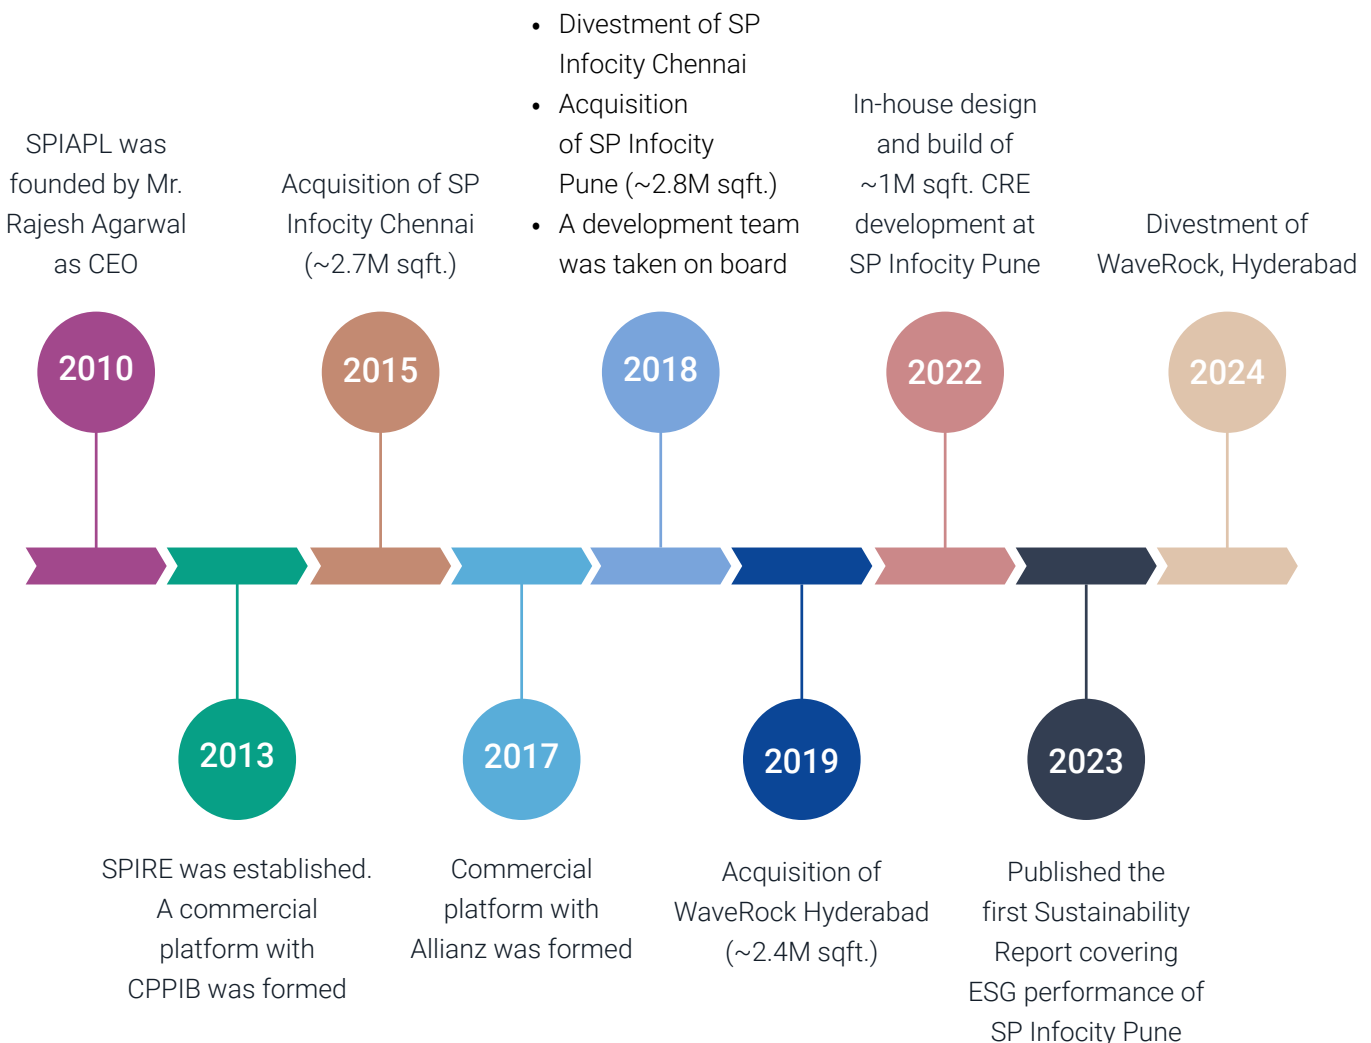 SPIAPL was
founded by Mr.
Rajesh Agarwal
as CEO
2010
SPIRE was established.
A commercial
platform with
CPPIB was formed
2013
Acquisition of SP
Infocity Chennai
(~2.7M sqft.)
2015
Commercial
platform with
Allianz was formed
2017
• Divestment of SP
Infocity Chennai
• Acquisition
of SP Infocity
Pune (~2.8M sqft.)
• A development team
was taken on board
2018
Acquisition of
WaveRock Hyderabad
(~2.4M sqft.)
2019
In-house design
and build of
~1M sqft. CRE
development at
SP Infocity Pune
2022
Published the
first Sustainability
Report covering
ESG performance of
SP Infocity Pune
2023
Divestment of
WaveRock, Hyderabad
2024